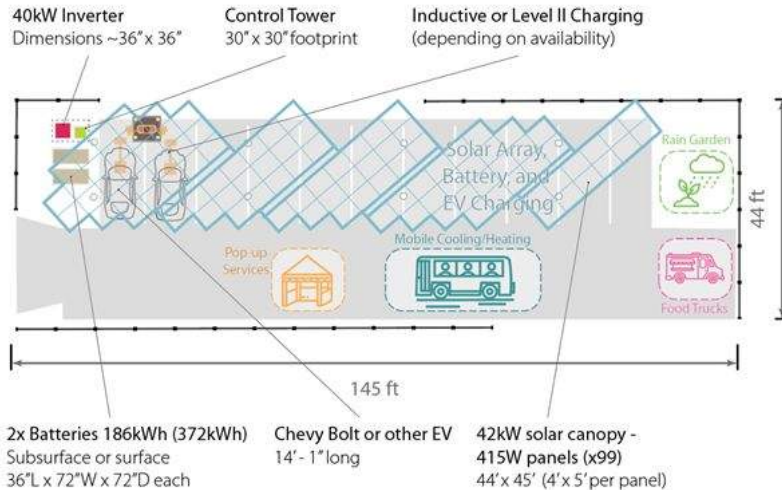 40kW Inverter
Dimensions ~36" x 36"
Control Tower
30" x 30" footprint
Inductive or Level II Charging
(depending on availability)
Solar Array,
Battery, and
EV Charging
Rain Garden
44 ft
Pop-up
Services
Mobile Cooling/Heating
Food Trucks
145 ft
2x Batteries 186kWh (372kWh)
Subsurface or surface
36"L x 72"W x 72"D each
Chevy Bolt or other EV
14' - 1" long
42kW solar canopy -
415W panels (x99)
44' x 45' (4' x 5' per panel)